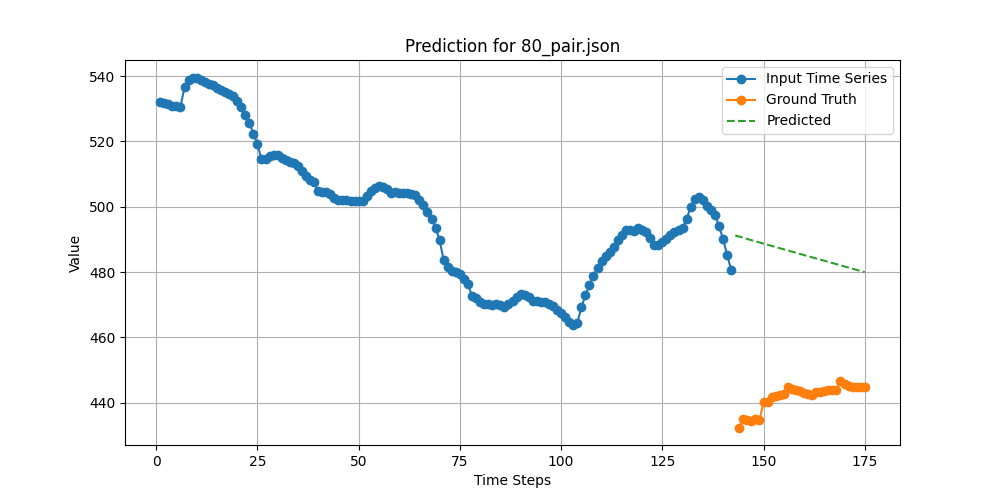 Prediction for 80_pair.json
Input Time Series
Ground Truth
Predicted
Value
540
520
500
480
460
440
0 25 50 75 100 125 150 175
Time Steps